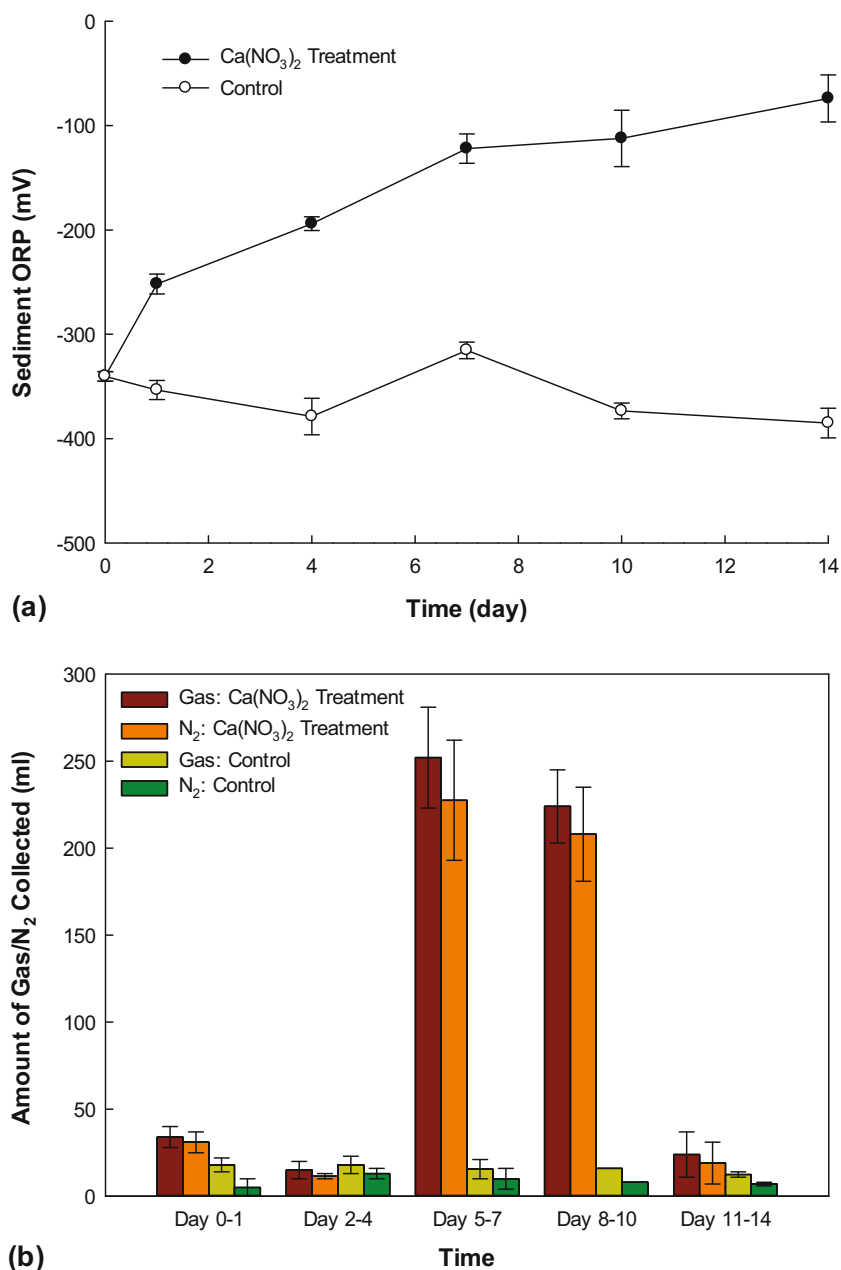 0
-100
-200
-300
-400
-500
Sediment ORP (mV)
Ca(NO₃)₂ Treatment
Control
0 2 4 6 8 10 12 14
(a)
Time (day)
300
250
200
150
100
50
0
Amount of Gas/N₂ Collected (ml)
Gas: Ca(NO₃)₂ Treatment
N₂: Ca(NO₃)₂ Treatment
Gas: Control
N₂: Control
Day 0-1 Day 2-4 Day 5-7 Day 8-10 Day 11-14
(b)
Time